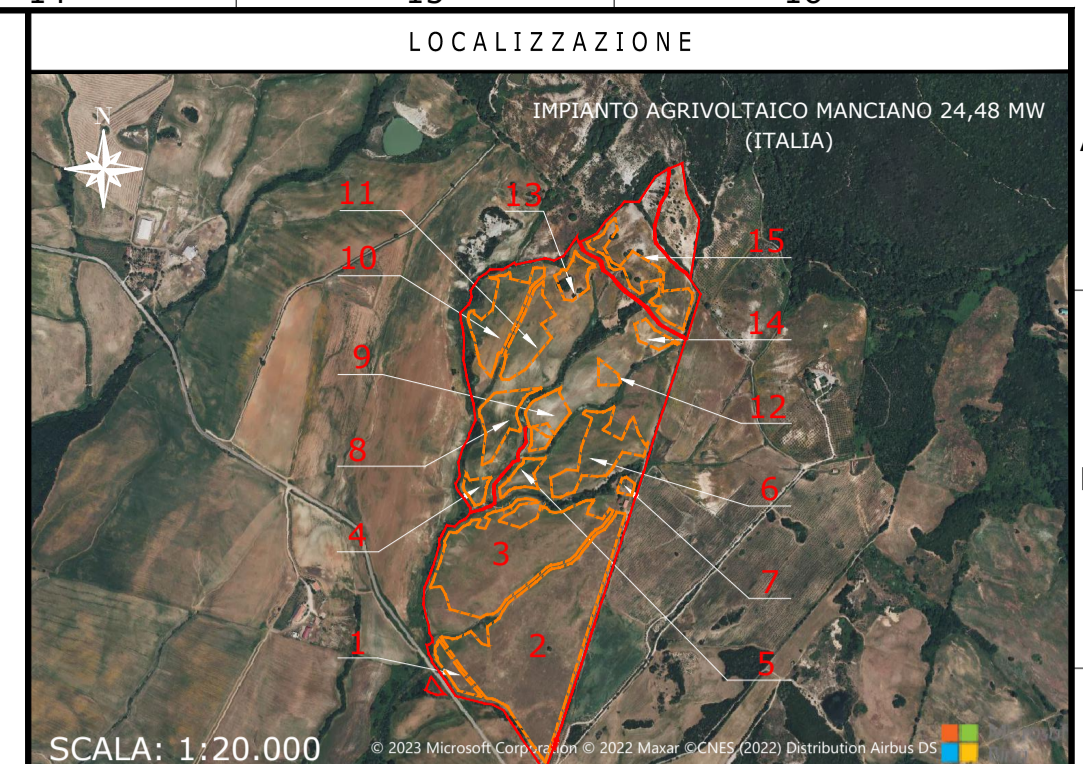 LOCALIZZAZIONE
N
IMPIANTO AGRIVOLTAICO MANCIANO 24,48 MW
(ITALIA)
11
13
15
10
14
9
12
8
6
4
3
7
1
2
5
SCALA: 1:20.000
© 2023 Microsoft Corporation © 2022 Maxar ©CNES (2022) Distribution Airbus DS